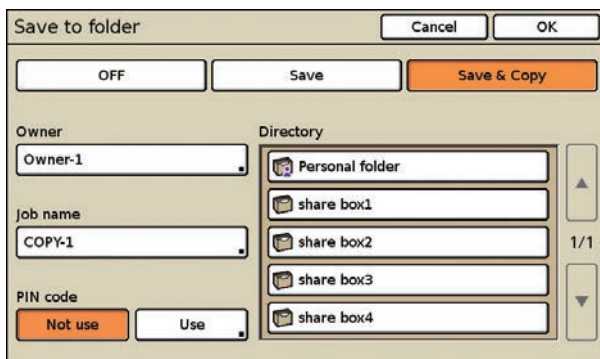 Save to folder
Cancel
OK
OFF
Save
Save & Copy
Owner
Owner-1
Job name
COPY-1
PIN code
Not use
Use
Directory
Personal folder
share box1
share box2
share box3
share box4
1/1